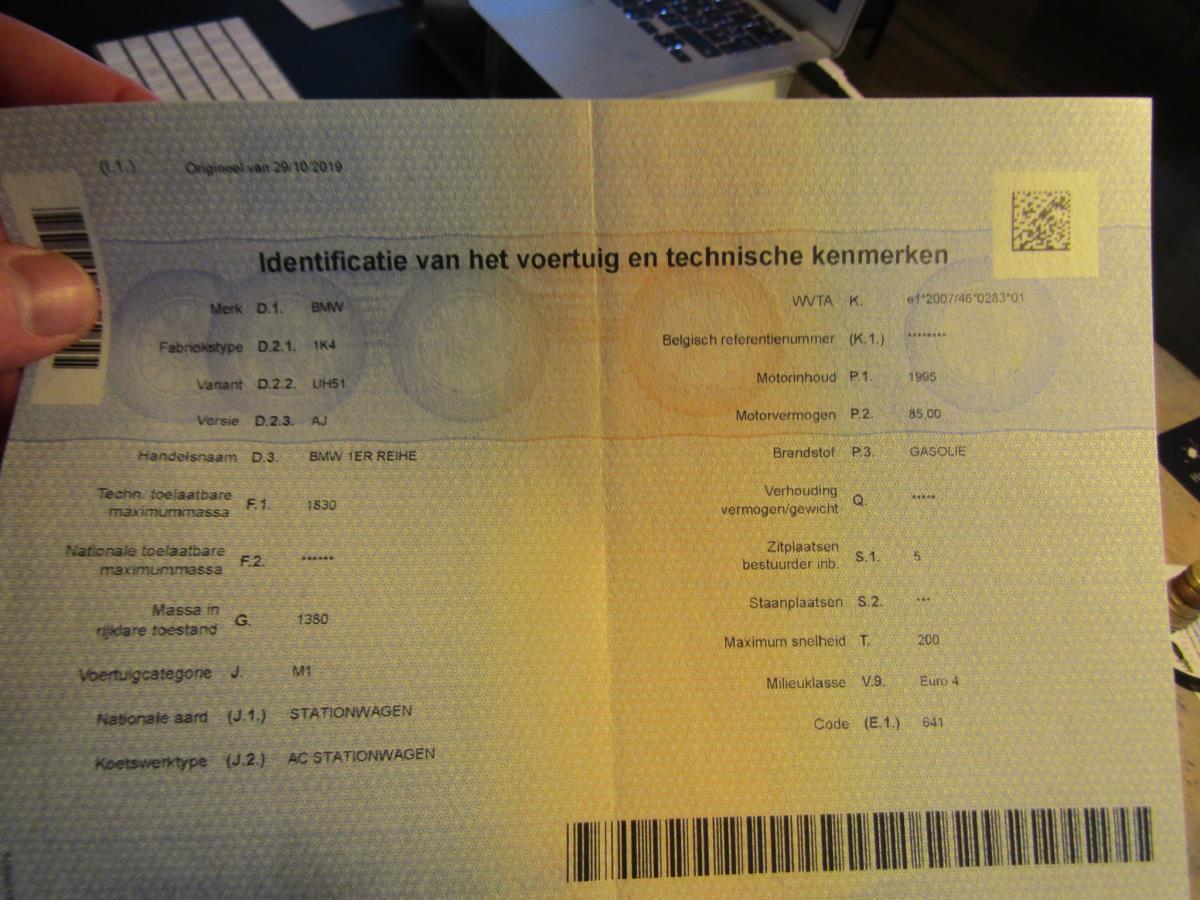 (I.1.) Origineel van 29/10/2019
Identificatie van het voertuig en technische kenmerken
Merk D.1. BMW
Fabriekstype D.2.1. 1K4
Variant D.2.2. UH51
Versie D.2.3. AJ
Handelsnaam D.3. BMW 1ER REIHE
Techn. toelaatbare
maximummassa F.1. 1830
Nationale toelaatbare
maximummassa F.2. ******
Massa in
rijklare toestand G. 1380
Voertuigcategorie J. M1
Nationale aard (J.1.) STATIONWAGEN
Koetswerktype (J.2.) AC STATIONWAGEN
WVTA K. e1*2007/46*0283*01
Belgisch referentienummer (K.1.) ********
Motorinhoud P.1. 1995
Motorvermogen P.2. 85,00
Brandstof P.3. GASOLIE
Verhouding
vermogen/gewicht Q. *****
Zitplaatsen
bestuurder inb. S.1. 5
Staanplaatsen S.2. ***
Maximum snelheid T. 200
Milieuklasse V.9. Euro 4
Code (E.1.) 641